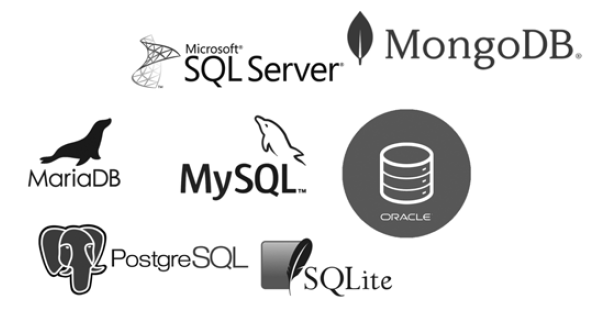 Microsoft®
SQL Server®
MongoDB®
MariaDB
MySQL™
ORACLE
PostgreSQL
SQLite